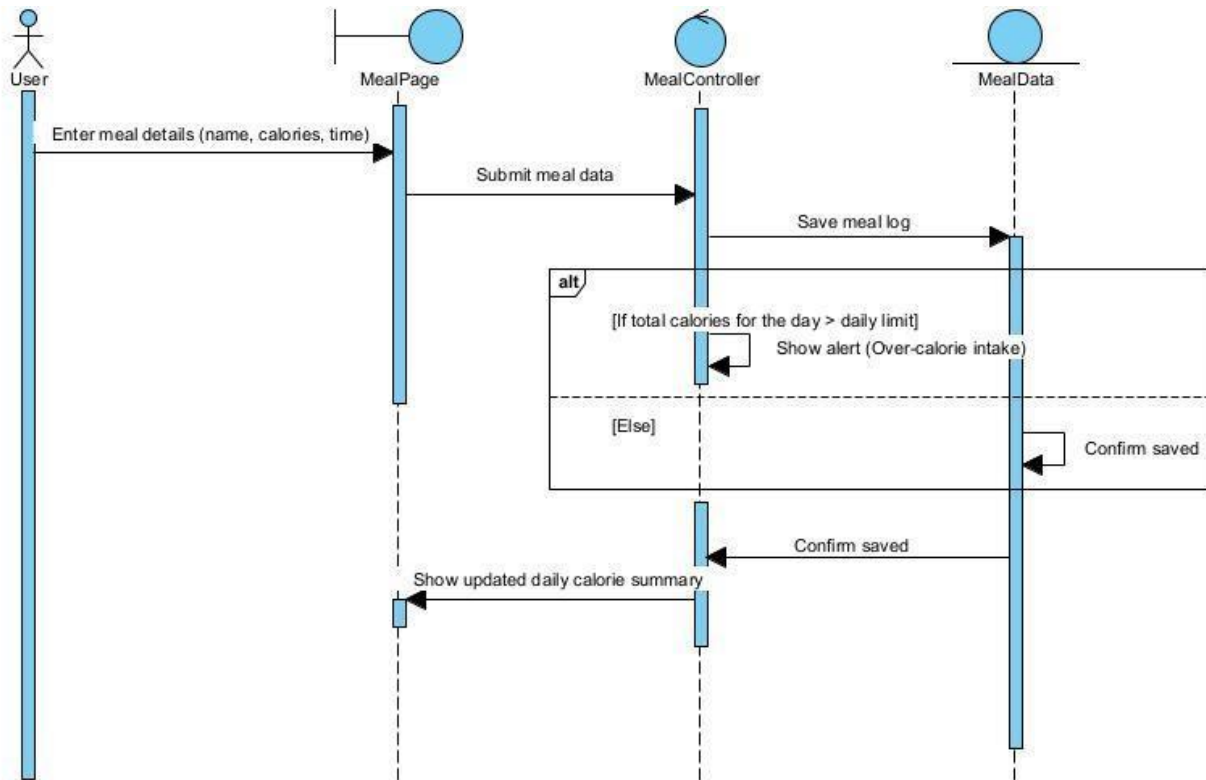 User
MealPage
MealController
MealData
Enter meal details (name, calories, time)
Submit meal data
Save meal log
alt
[If total calories for the day > daily limit]
Show alert (Over-calorie intake)
[Else]
Confirm saved
Confirm saved
Show updated daily calorie summary